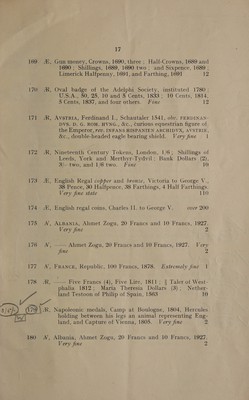 17
169 Æ. Gun money, Crowns, 1690, three ; Half-Crowns, 1689 and
1690 ; Shillings, 1689, 1690 two ; and Sixpence, 1689 ;
Limerick Halfpenny, 1691, and Farthing, 1691 12
170 Æ. Oval badge of the Adelphi Society, instituted 1780 ;
U.S.A., 50, 25, 10 and 5 Cents, 1833 ; 10 Cents, 1814,
5 Cents, 1837, and four others. Fine 12
171 Æ. AUSTRIA, Ferdinand I., Schautaler 1541, obv. FERDINAN-
DVS. D. G. ROM. HVNG., &c., curious equestrian figure of
the Emperor, rev. INFANS HISPANIEN ARCHIDVX, AVSTRIE.
&c., double-headed eagle bearing shield. Very fine 1
172 Æ. Nineteenth Century Tokens, London, 1/6 ; Shillings of
Leeds, York and Merthyr-Tydvil ; Bank Dollars (2),
3/- two, and 1/6 two. Fine 10
173 Æ. English Regal copper and bronze, Victoria to George V.,
36 Pence, 30 Halfpence, 38 Farthings, 4 Half Farthings.
Very fine state 110
174 Æ. English regal coins, Charles II. to George V. over 200
175 N. ALBANIA, Ahmet Zogu, 20 Francs and 10 Francs, 1927.
Very fine 2
176 N. —— Ahmet Zogu, 20 Francs and 10 Francs, 1927. Very
fine 2
177 N. FRANCE, Republic, 100 Francs, 1878. Extremely fine 1
178 Æ. —— Five Francs (4), Five Lire, 1811 ; ⅔ Taler of West-
phalia 1812 ; Maria Theresia Dollars (3) ; Nether-
land Testoon of Philip of Spain, 1563 10
179 Æ. Napoleonic medals, Camp at Boulogne, 1804, Hercules
holding between his legs an animal representing Eng-
land, and Capture of Vienna, 1805. Very fine 2
180 N. Albania, Ahmet Zogu, 20 Francs and 10 Francs, 1927.
Very fine 2